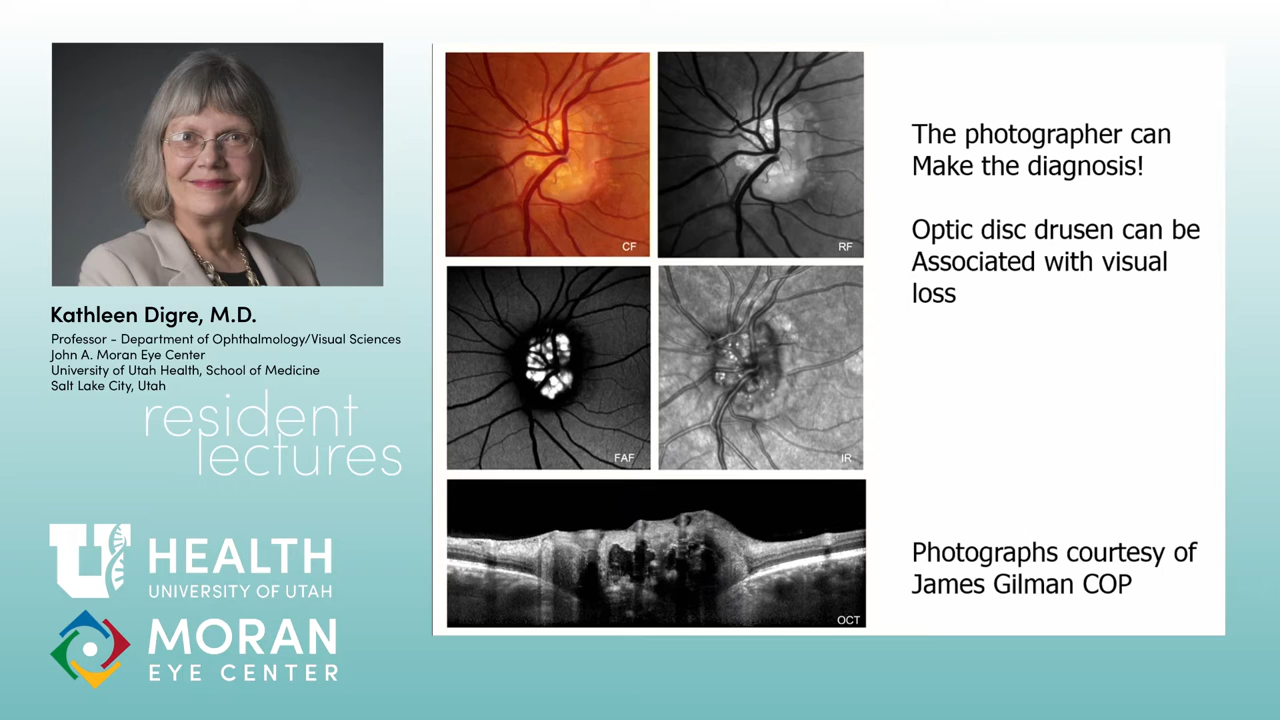 Kathleen Digre, M.D.
Professor - Department of Ophthalmology/Visual Sciences
John A. Moran Eye Center
University of Utah Health, School of Medicine
Salt Lake City, Utah
resident
lectures
U
HEALTH
UNIVERSITY OF UTAH
MORAN
EYE CENTER
CF
RF
FAF
IR
OCT
The photographer can
Make the diagnosis!
Optic disc drusen can be
Associated with visual
loss
Photographs courtesy of
James Gilman COP